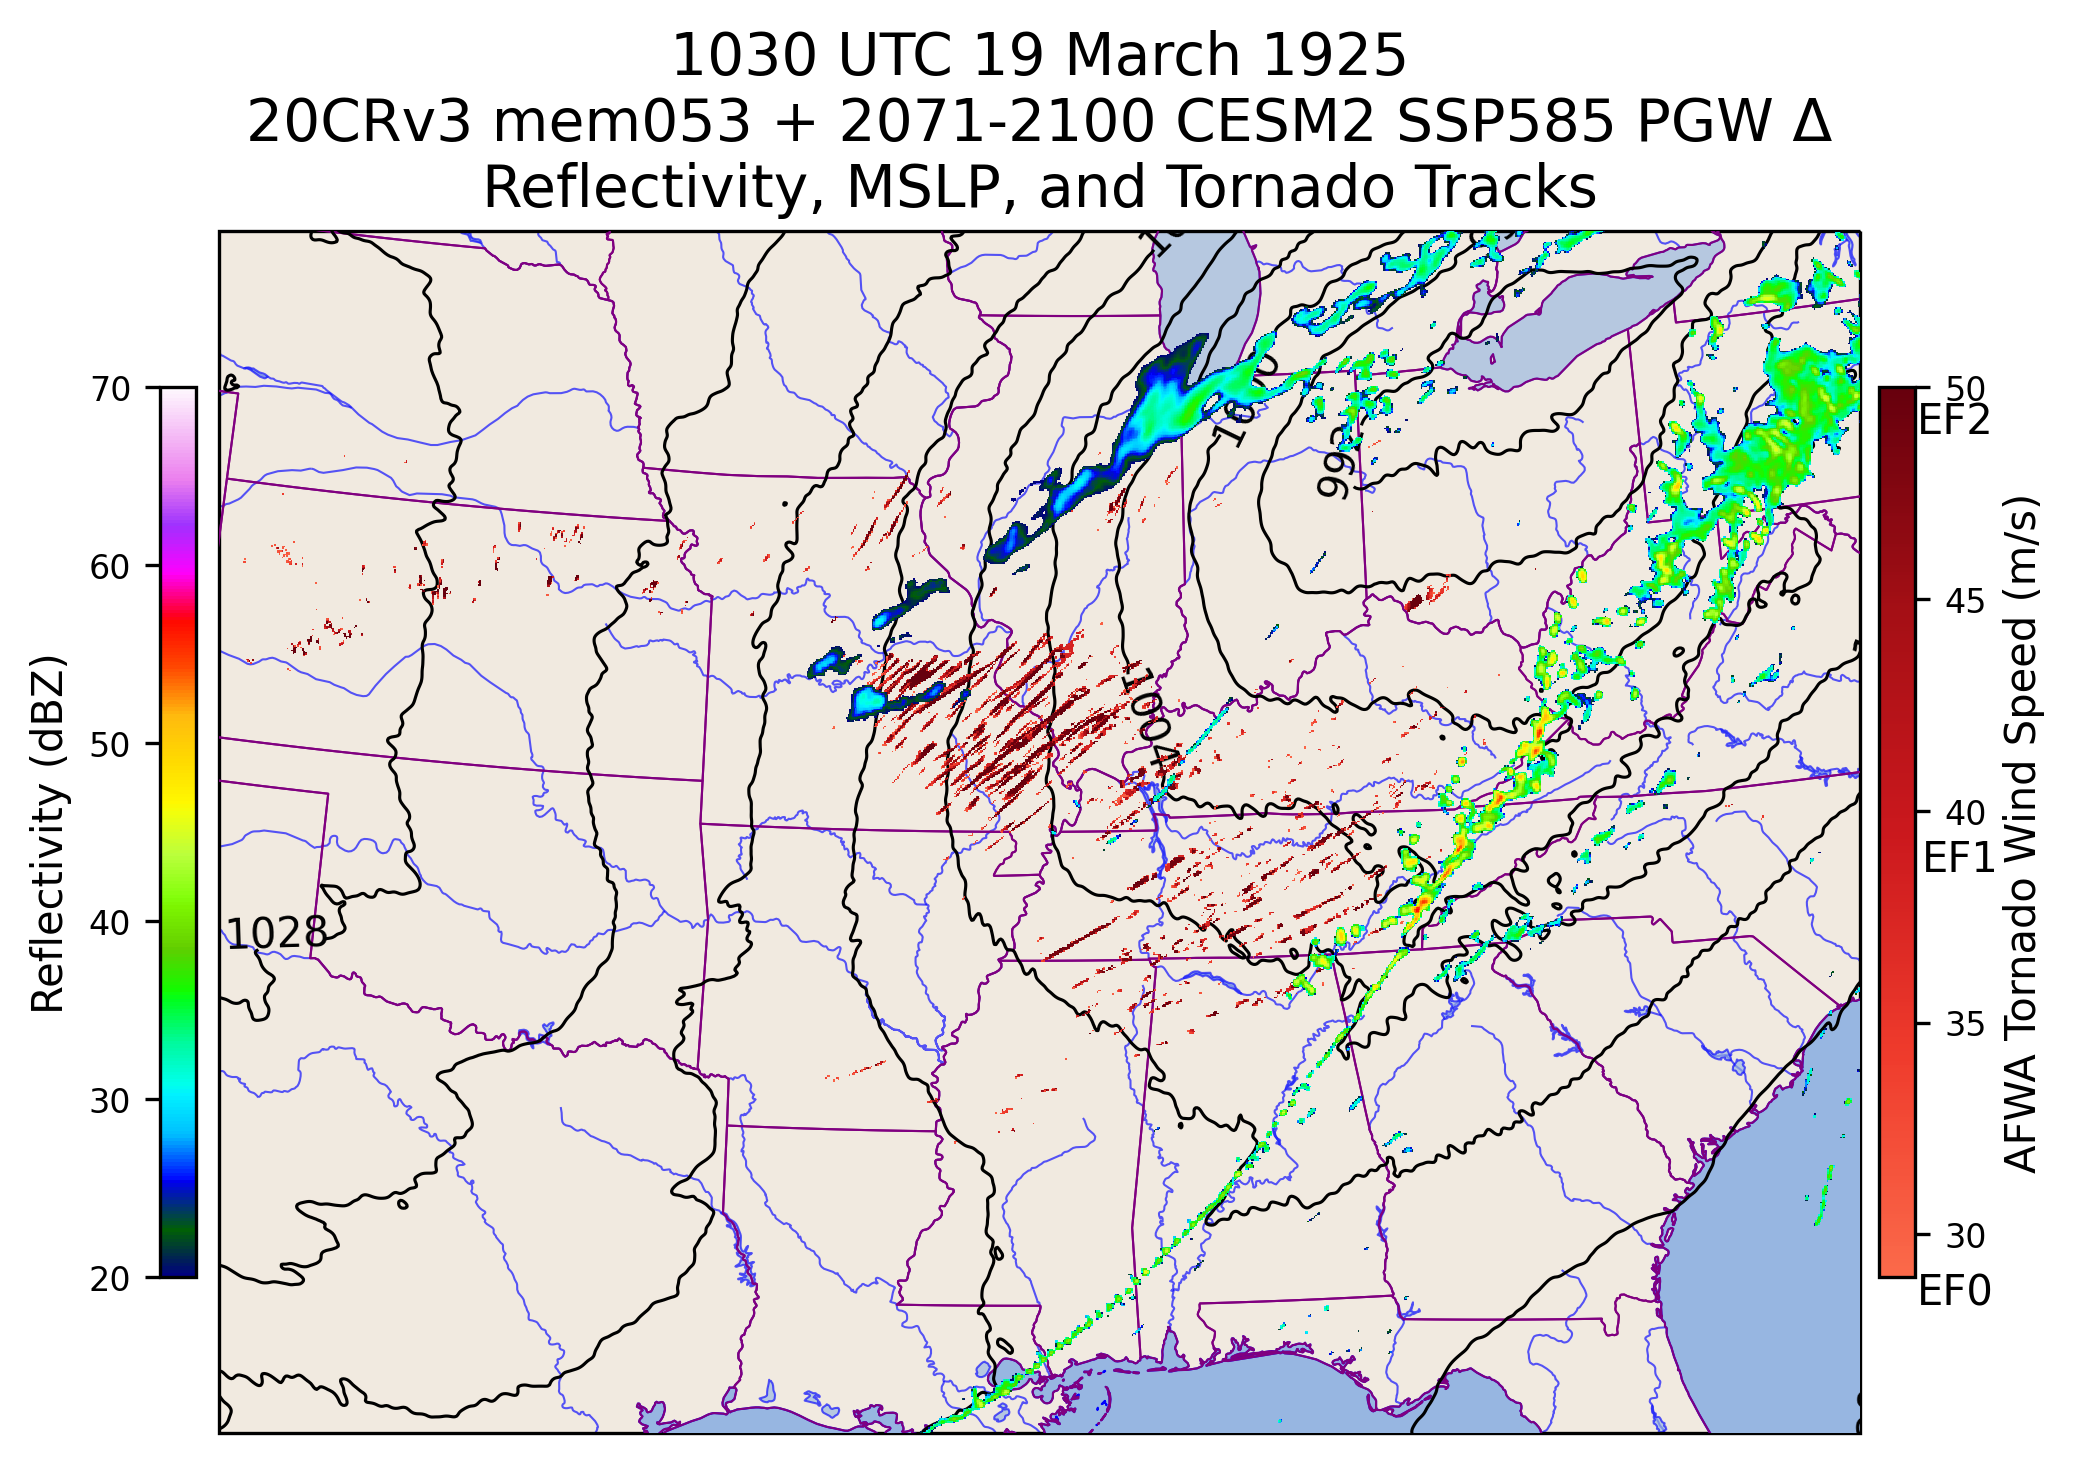 1030 UTC 19 March 1925
20CRv3 mem053 + 2071-2100 CESM2 SSP585 PGW Δ
Reflectivity, MSLP, and Tornado Tracks
70
60
50
40
30
20
Reflectivity (dBZ)
1000
992
1004
1028
50
EF2
45
40
EF1
35
30
EF0
AFWA Tornado Wind Speed (m/s)